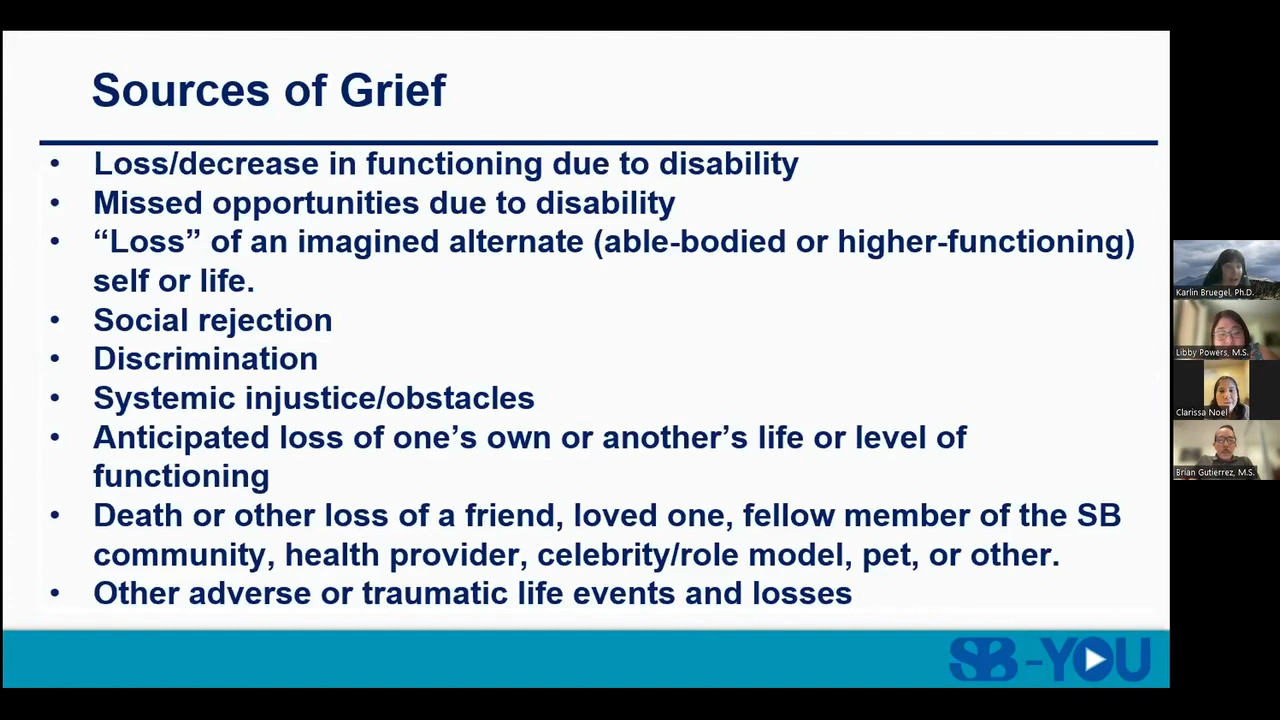 Sources of Grief
• Loss/decrease in functioning due to disability
• Missed opportunities due to disability
• “Loss” of an imagined alternate (able-bodied or higher-functioning)
self or life.
• Social rejection
• Discrimination
• Systemic injustice/obstacles
• Anticipated loss of one’s own or another’s life or level of
functioning
• Death or other loss of a friend, loved one, fellow member of the SB
community, health provider, celebrity/role model, pet, or other.
• Other adverse or traumatic life events and losses
SB-YOU
Karlin Bruegel, Ph.D.
Libby Powers, M.S.
Clarissa Noel
Brian Gutierrez, M.S.